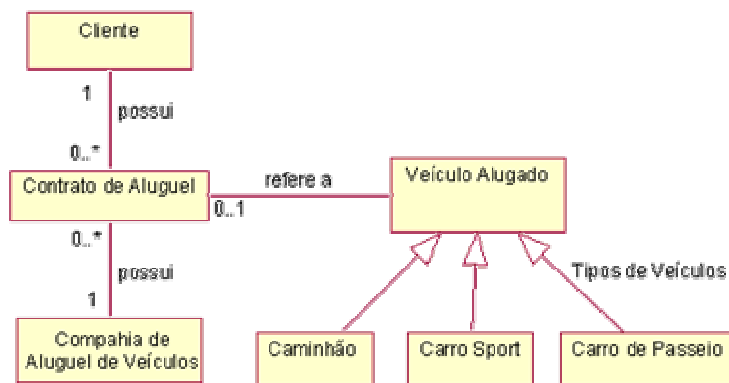 Cliente
1
possui
0..*
Contrato de Aluguel
refere a
0..1
Veículo Alugado
0..*
possui
1
Tipos de Veículos
Compahia de
Aluguel de Veículos
Caminhão
Carro Sport
Carro de Passeio